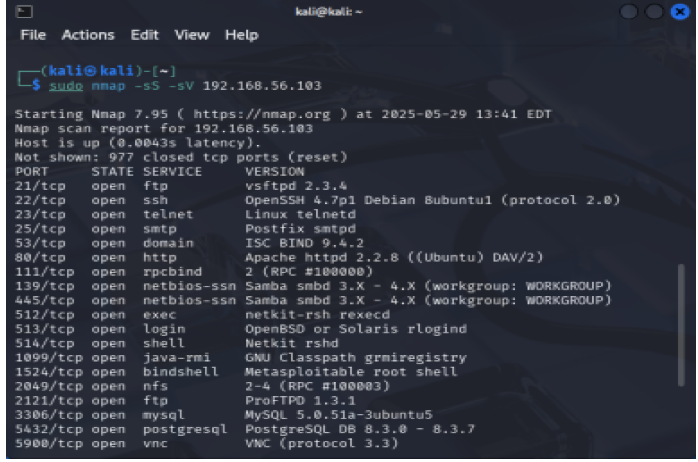 kali@kali: ~
File Actions Edit View Help
(kali㉿kali)-[~]
$ sudo nmap -sS -sV 192.168.56.103
Starting Nmap 7.95 ( https://nmap.org ) at 2025-05-29 13:41 EDT
Nmap scan report for 192.168.56.103
Host is up (0.0043s latency).
Not shown: 977 closed tcp ports (reset)
PORT STATE SERVICE VERSION
21/tcp open ftp vsftpd 2.3.4
22/tcp open ssh OpenSSH 4.7p1 Debian 8ubuntu1 (protocol 2.0)
23/tcp open telnet Linux telnetd
25/tcp open smtp Postfix smtpd
53/tcp open domain ISC BIND 9.4.2
80/tcp open http Apache httpd 2.2.8 ((Ubuntu) DAV/2)
111/tcp open rpcbind 2 (RPC #100000)
139/tcp open netbios-ssn Samba smbd 3.X - 4.X (workgroup: WORKGROUP)
445/tcp open netbios-ssn Samba smbd 3.X - 4.X (workgroup: WORKGROUP)
512/tcp open exec netkit-rsh rexecd
513/tcp open login OpenBSD or Solaris rlogind
514/tcp open shell Netkit rshd
1099/tcp open java-rmi GNU Classpath grmiregistry
1524/tcp open bindshell Metasploitable root shell
2049/tcp open nfs 2-4 (RPC #100003)
2121/tcp open ftp ProFTPD 1.3.1
3306/tcp open mysql MySQL 5.0.51a-3ubuntu5
5432/tcp open postgresql PostgreSQL DB 8.3.0 - 8.3.7
5900/tcp open vnc VNC (protocol 3.3)